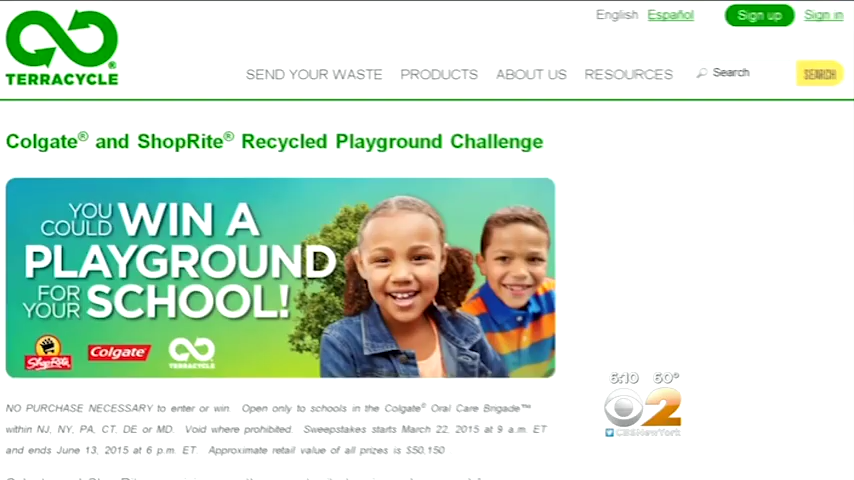 English Español Sign up Sign in
TERRACYCLE®
SEND YOUR WASTE PRODUCTS ABOUT US RESOURCES Search SEARCH
Colgate® and ShopRite® Recycled Playground Challenge
YOU COULD WIN A
PLAYGROUND
FOR YOUR SCHOOL!
ShopRite Colgate TERRACYCLE
NO PURCHASE NECESSARY to enter or win. Open only to schools in the Colgate® Oral Care Brigade™
within NJ, NY, PA, CT, DE or MD. Void where prohibited. Sweepstakes starts March 22, 2015 at 9 a.m. ET
and ends June 13, 2015 at 6 p.m. ET. Approximate retail value of all prizes is $50,150
5:10 60°
2
CBSNewYork